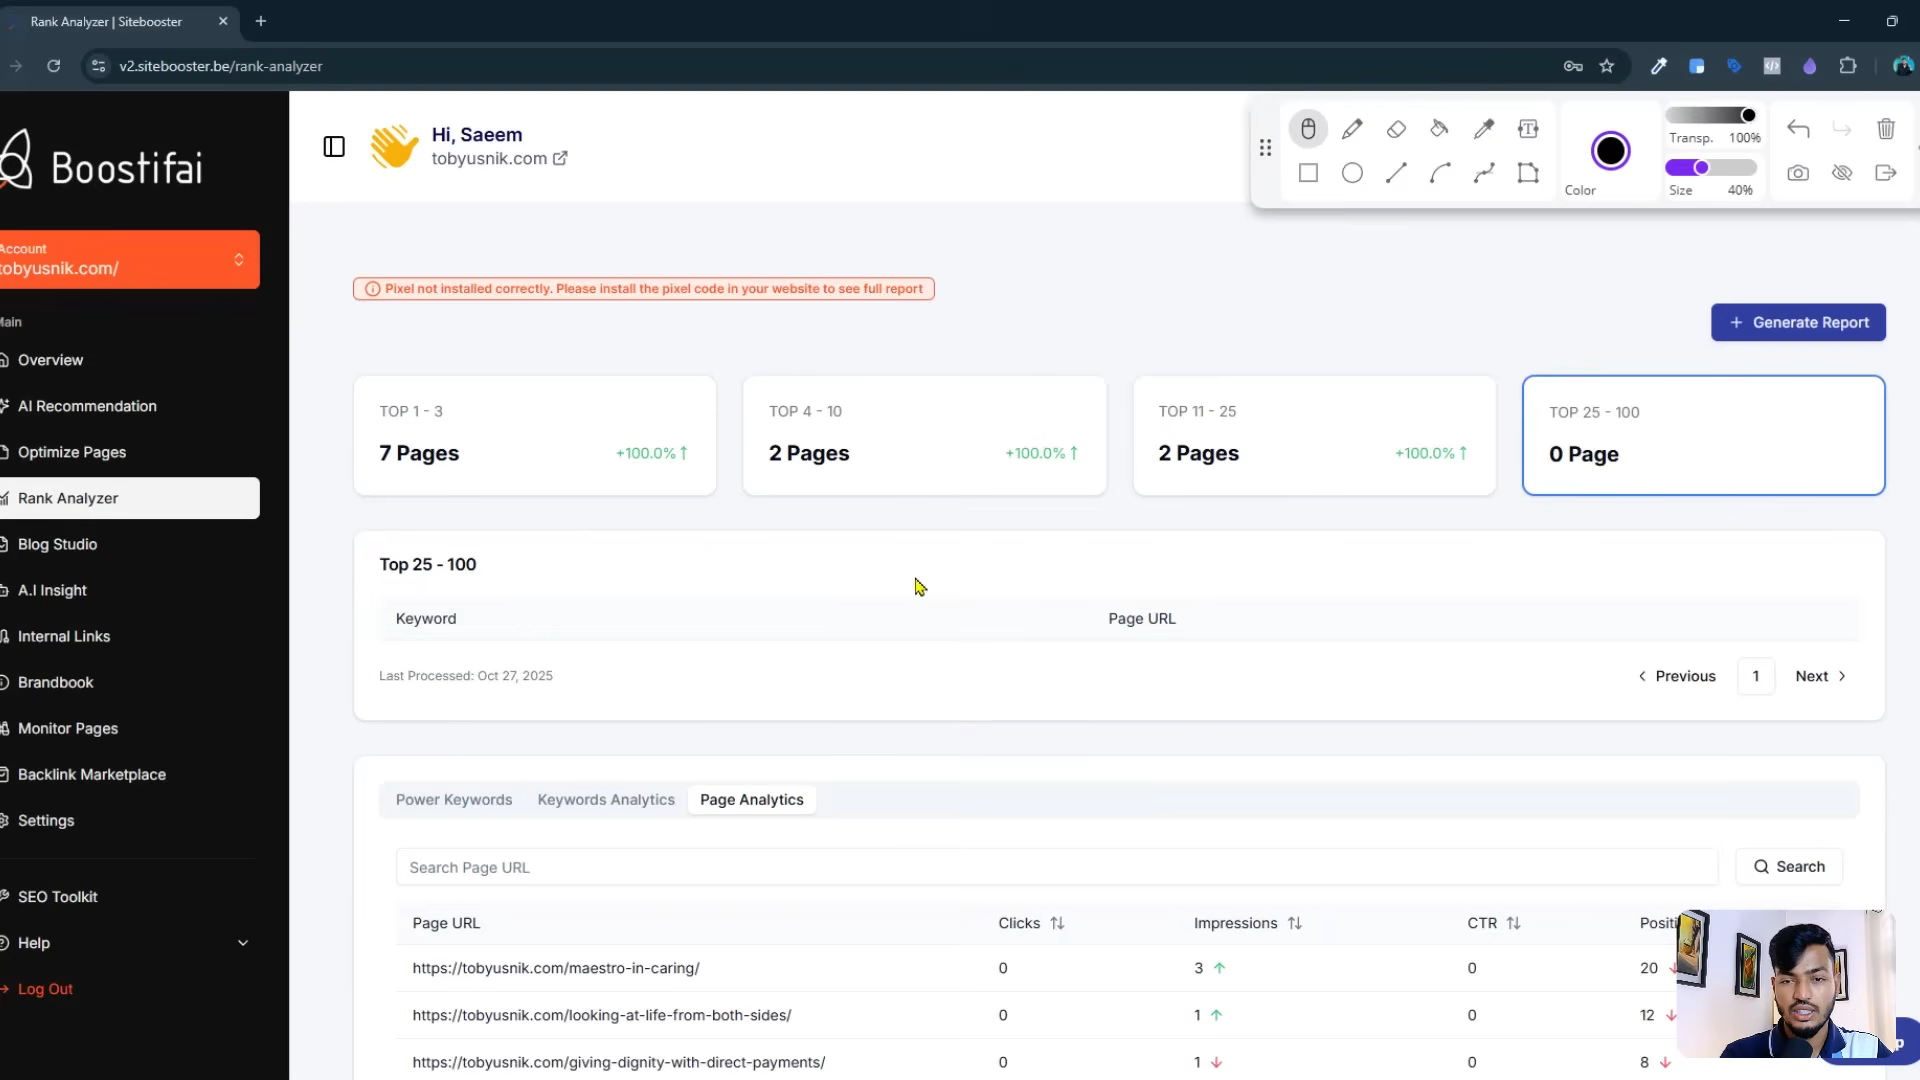 Rank Analyzer | Sitebooster
v2.sitebooster.be/rank-analyzer
Boostifai
Hi, Saeem
tobyusnik.com
Transp. 100%
Color
Size 40%
Account
tobyusnik.com/
Pixel not installed correctly. Please install the pixel code in your website to see full report
Generate Report
Main
Overview
AI Recommendation
Optimize Pages
Rank Analyzer
Blog Studio
A.I Insight
Internal Links
Brandbook
Monitor Pages
Backlink Marketplace
Settings
SEO Toolkit
Help
Log Out
TOP 1 - 3
7 Pages +100.0% ↑
TOP 4 - 10
2 Pages +100.0% ↑
TOP 11 - 25
2 Pages +100.0% ↑
TOP 25 - 100
0 Page
Top 25 - 100
Keyword Page URL
Last Processed: Oct 27, 2025
Previous 1 Next
Power Keywords Keywords Analytics Page Analytics
Search Page URL
Search
Page URL Clicks Impressions CTR Positi
https://tobyusnik.com/maestro-in-caring/ 0 3 ↑ 0 20 ↓
https://tobyusnik.com/looking-at-life-from-both-sides/ 0 1 ↑ 0 12 ↓
https://tobyusnik.com/giving-dignity-with-direct-payments/ 0 1 ↓ 0 8 ↓